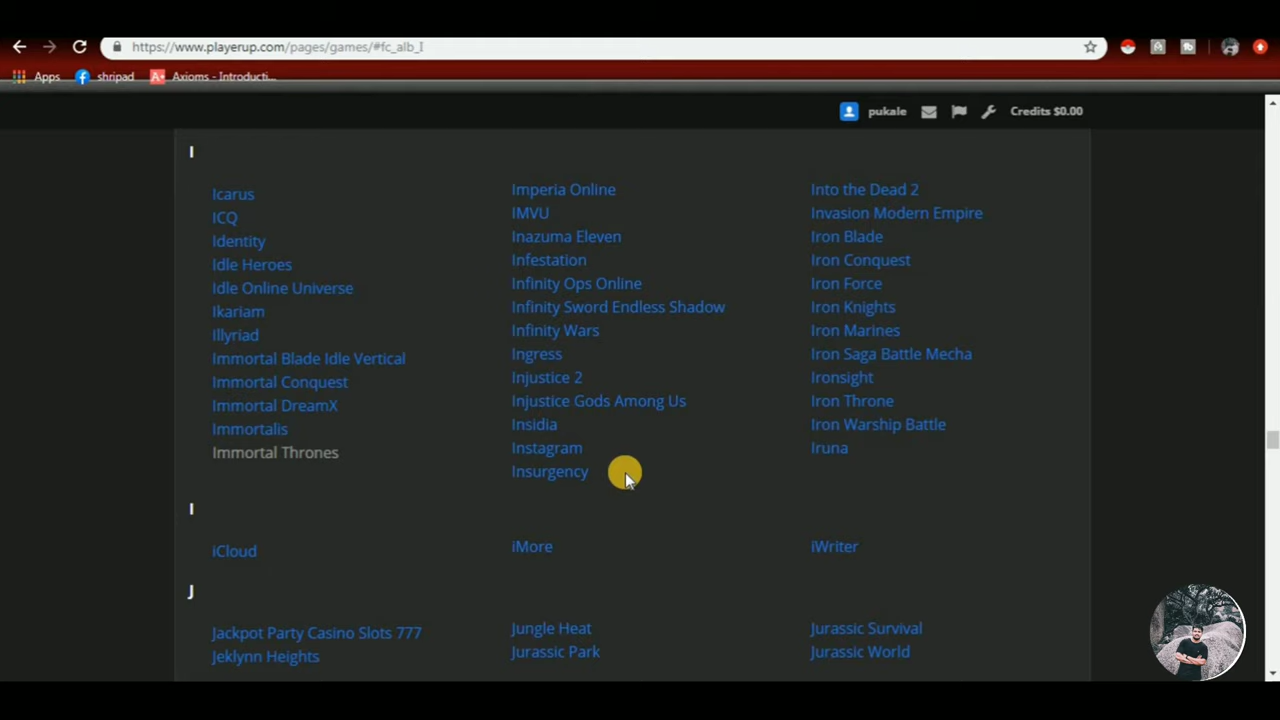 https://www.playerup.com/pages/games/#fc_alb_I
Apps
shripad
A+ Axioms - Introducti...
pukale
Credits $0.00
I
Icarus
ICQ
Identity
Idle Heroes
Idle Online Universe
Ikariam
Illyriad
Immortal Blade Idle Vertical
Immortal Conquest
Immortal DreamX
Immortalis
Immortal Thrones
Imperia Online
IMVU
Inazuma Eleven
Infestation
Infinity Ops Online
Infinity Sword Endless Shadow
Infinity Wars
Ingress
Injustice 2
Injustice Gods Among Us
Insidia
Instagram
Insurgency
Into the Dead 2
Invasion Modern Empire
Iron Blade
Iron Conquest
Iron Force
Iron Knights
Iron Marines
Iron Saga Battle Mecha
Ironsight
Iron Throne
Iron Warship Battle
Iruna
I
iCloud
iMore
iWriter
J
Jackpot Party Casino Slots 777
Jeklynn Heights
Jungle Heat
Jurassic Park
Jurassic Survival
Jurassic World